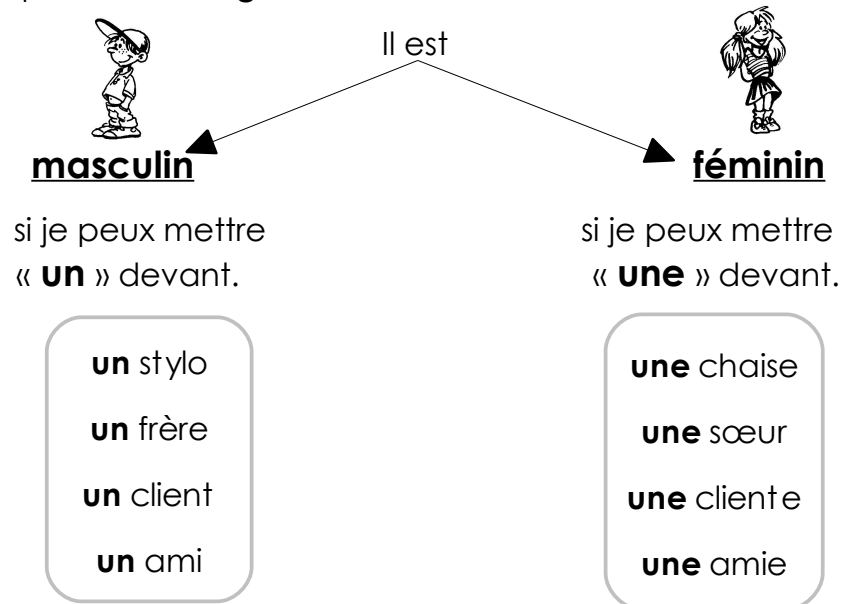 Il est
masculin
féminin
si je peux mettre
« un » devant.
si je peux mettre
« une » devant.
un stylo
un frère
un client
un ami
une chaise
une sœur
une cliente
une amie